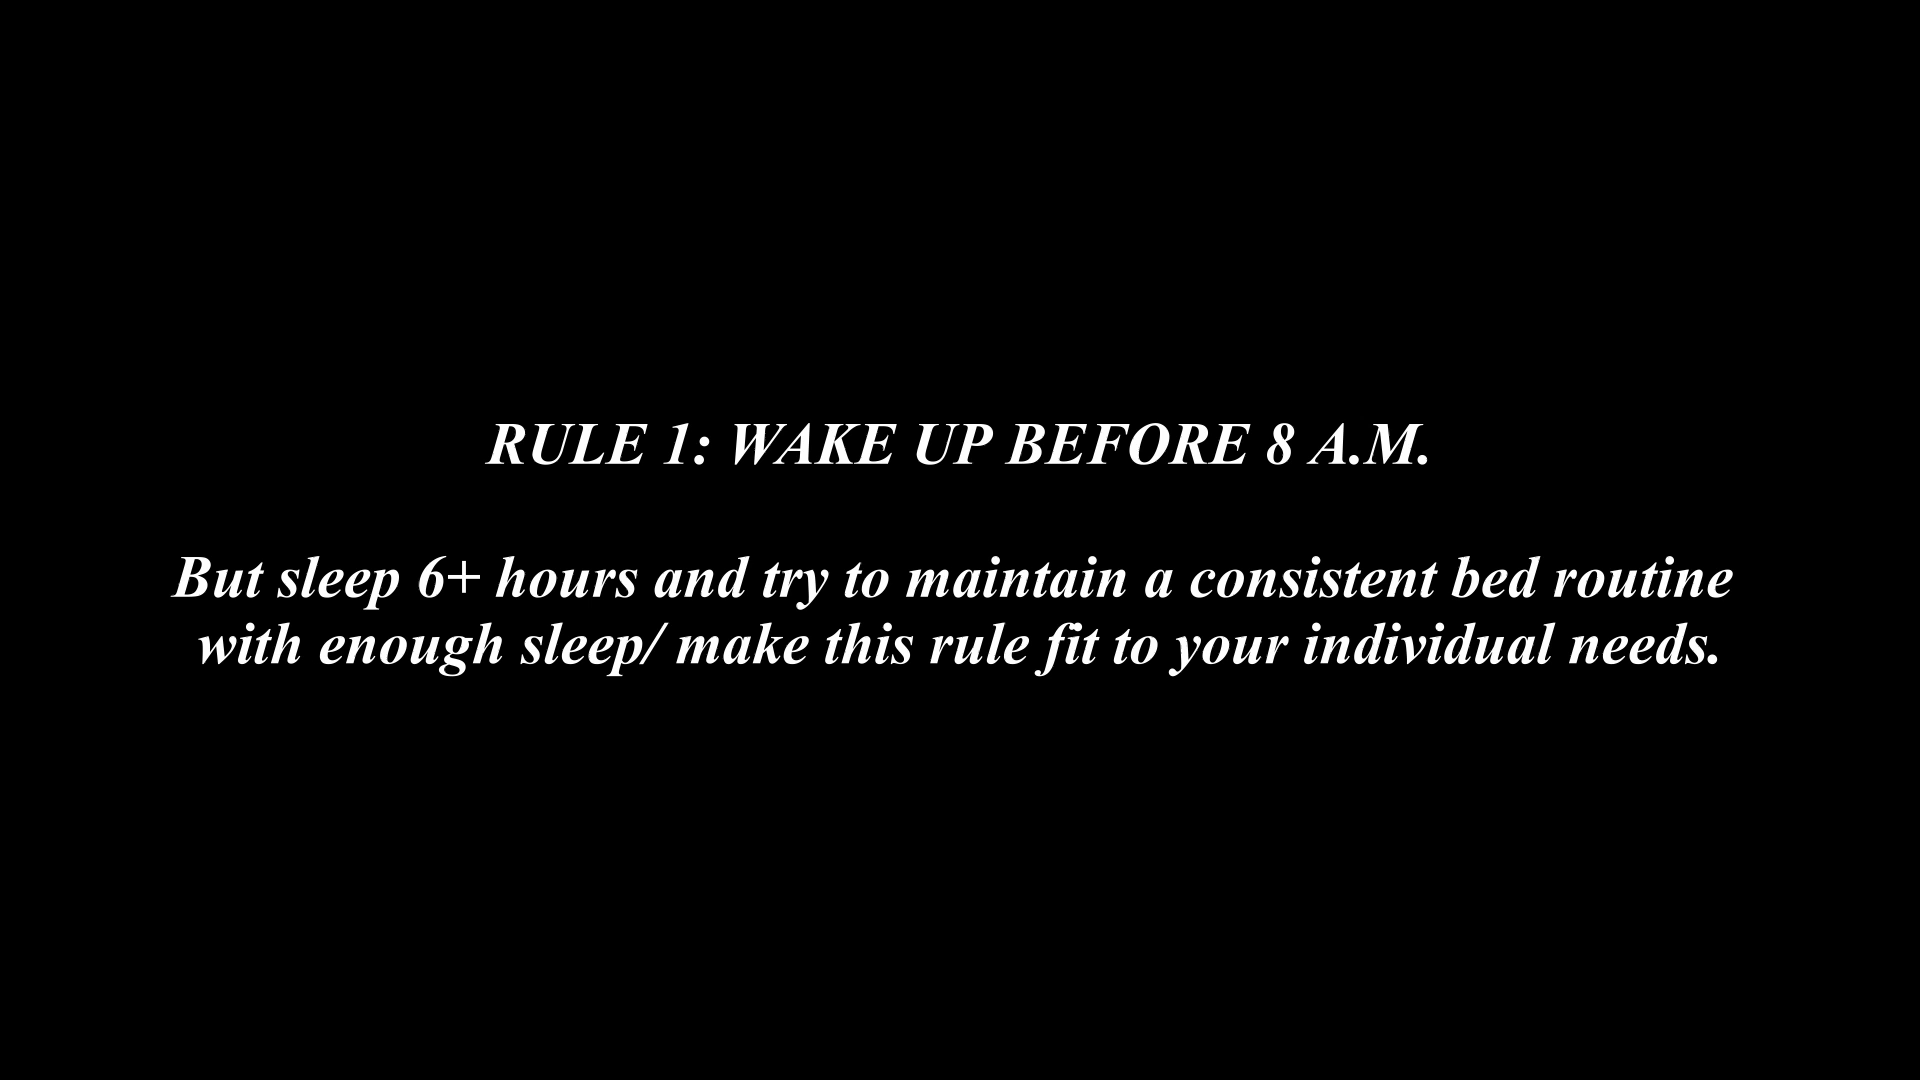 RULE 1: WAKE UP BEFORE 8 A.M.
But sleep 6+ hours and try to maintain a consistent bed routine
with enough sleep/ make this rule fit to your individual needs.